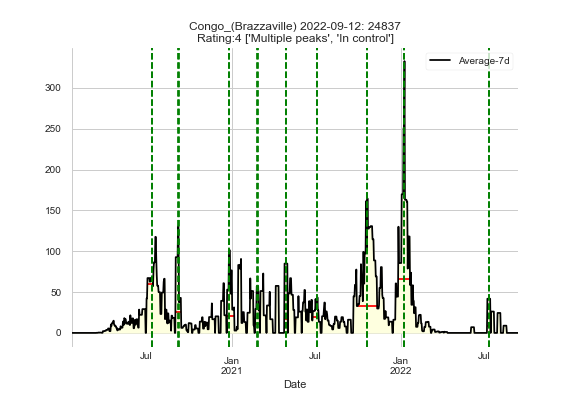 Congo_(Brazzaville) 2022-09-12: 24837
Rating:4 ['Multiple peaks', 'In control']
Average-7d
300
250
200
150
100
50
0
Jul
Jan
2021
Jul
Jan
2022
Jul
Date